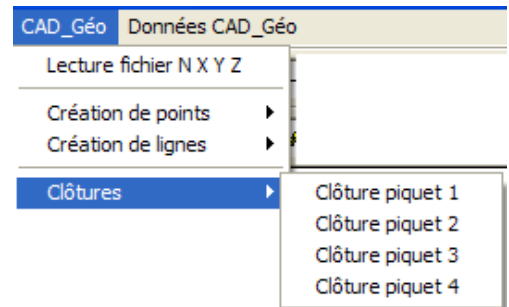 CAD_Géo Données CAD_Géo
Lecture fichier N X Y Z
Création de points
Création de lignes
Clôtures
Clôture piquet 1
Clôture piquet 2
Clôture piquet 3
Clôture piquet 4